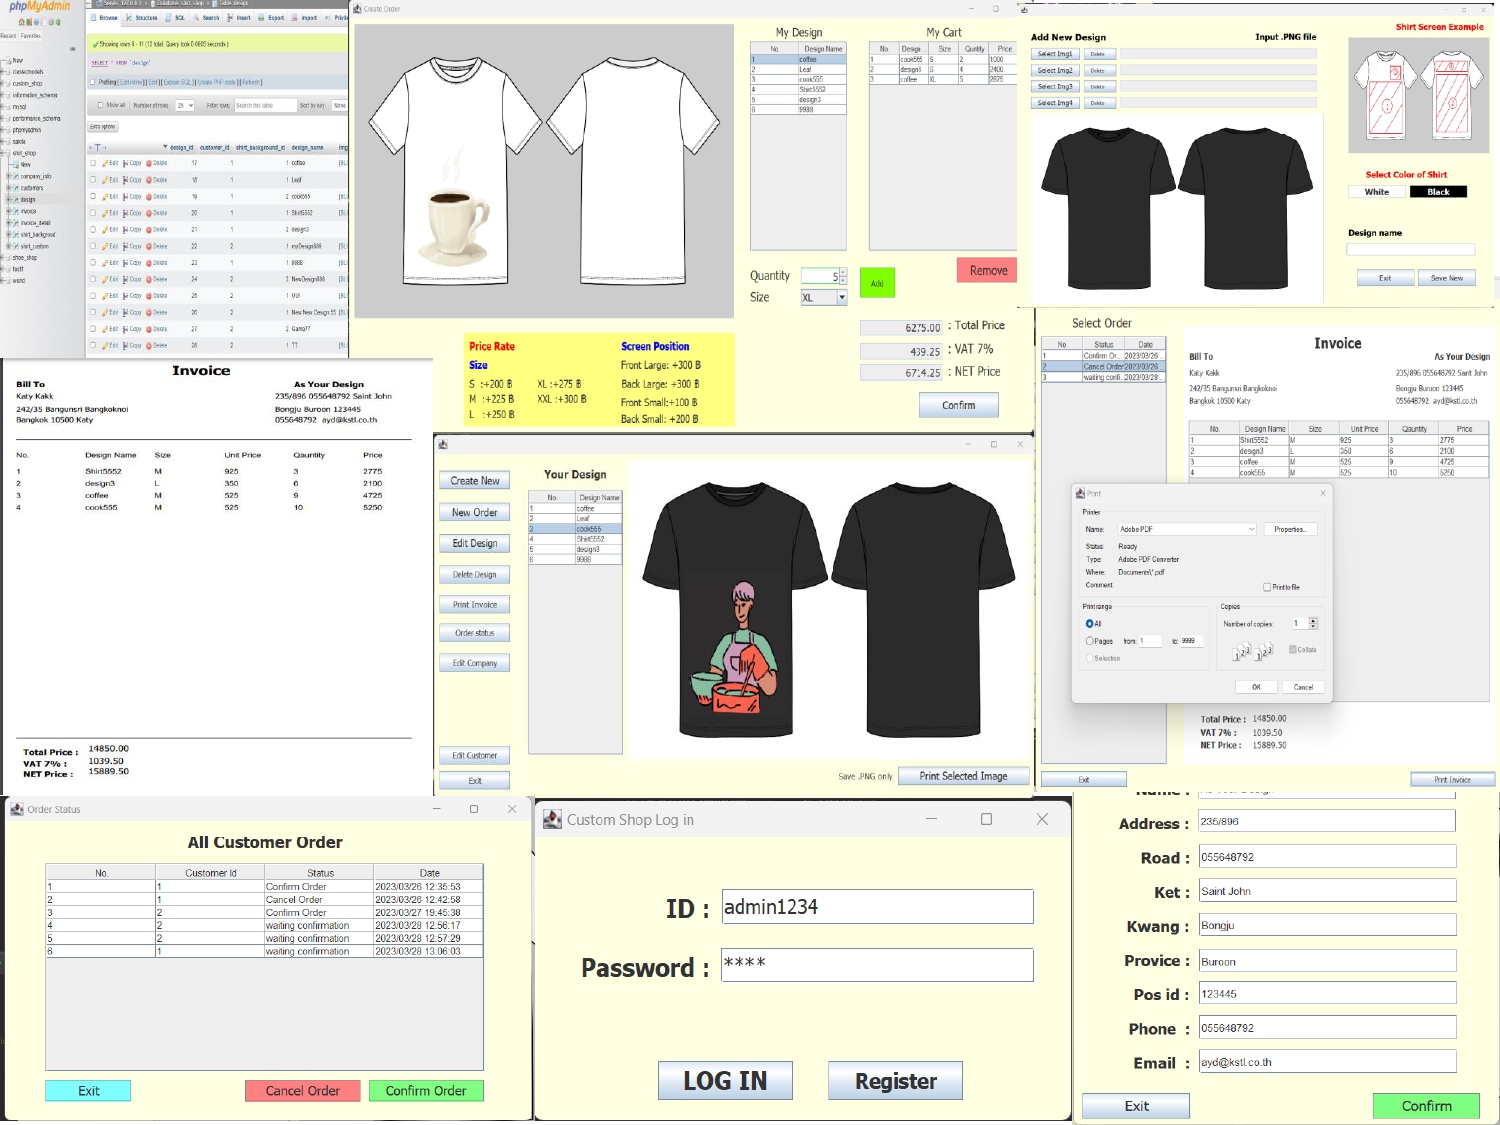 phpMyAdmin
Recent Favorites
New
classicmodels
custom_shop
information_schema
mysql
performance_schema
phpmyadmin
sakila
shirt_shop
New
company_info
customers
design
invoice
invoice_detail
shirt_background
shirt_custom
shoe_shop
world
Browse Structure SQL Search Insert Export Import
Showing rows 0 - 11 (12 total, Query took 0.0005 seconds.)
SELECT * FROM `design`
Profiling [ Edit inline ] [ Edit ] [ Explain SQL ] [ Create PHP code ] [ Refresh ]
Show all Number of rows: 25 Filter rows: Search this table Sort by key: None
Extra options
design_id customer_id shirt_background_id design_name
Edit Copy Delete 17 1 1 coffee
Edit Copy Delete 18 1 1 Leaf
Edit Copy Delete 19 1 2 cook555
Edit Copy Delete 20 1 1 Shirt5552
Edit Copy Delete 21 1 2 design3
Edit Copy Delete 22 2 1 myDesign889
Edit Copy Delete 23 1 1 9988
Edit Copy Delete 24 2 2 NewDesign888
Edit Copy Delete 25 2 1 UUI
Edit Copy Delete 26 2 1 New New Design 55
Edit Copy Delete 27 2 2 Game77
Edit Copy Delete 28 2 1 TT
Create Order
My Design
No. Design Name
1 coffee
2 Leaf
3 cook555
4 Shirt5552
5 design3
6 9988
My Cart
No. Desig... Size Quntity Price
1 cook555 S 2 1000
2 design3 S 4 2400
3 coffee XL 5 2875
Quantity 5
Size XL
Add
Remove
6275.00 : Total Price
439.25 : VAT 7%
6714.25 : NET Price
Confirm
Price Rate
Size
S :+200 B XL :+275 B
M :+225 B XXL :+300 B
L :+250 B
Screen Position
Front Large: +300 B
Back Large: +300 B
Front Small:+100 B
Back Small: +200 B
Add New Design Input .PNG file
Select Img1 Delete
Select Img2 Delete
Select Img3 Delete
Select Img4 Delete
Shirt Screen Example
Select Color of Shirt
White Black
Design name
Exit Save New
Invoice
Bill To As Your Design
Katy Kakk 235/896 055648792 Saint John
242/35 Bangunsri Bangkoknoi Bongju Buroon 123445
Bangkok 10500 Katy 055648792 ayd@kstl.co.th
No. Design Name Size Unit Price Qauntity Price
1 Shirt5552 M 925 3 2775
2 design3 L 350 6 2100
3 coffee M 525 9 4725
4 cook555 M 525 10 5250
Total Price : 14850.00
VAT 7% : 1039.50
NET Price : 15889.50
Create New
New Order
Edit Design
Delete Design
Print Invoice
Order status
Edit Company
Edit Customer
Exit
Your Design
No. Design Name
1 coffee
2 Leaf
3 cook555
4 Shirt5552
5 design3
6 9988
Save .PNG only Print Selected Image
Select Order
No. Status Date
1 Confirm Or... 2023/03/26 ...
2 Cancel Order 2023/03/26 ...
3 waiting confi... 2023/03/28 ...
Invoice
Bill To As Your Design
Katy Kakk 235/896 055648792 Saint John
242/35 Bangunsri Bangkoknoi Bongju Buroon 123445
Bangkok 10500 Katy 055648792 ayd@kstl.co.th
No. Design Name Size Unit Price Qauntity Price
1 Shirt5552 M 925 3 2775
2 design3 L 350 6 2100
3 coffee M 525 9 4725
4 cook555 M 525 10 5250
Print
Printer
Name: Adobe PDF Properties...
Status: Ready
Type: Adobe PDF Converter
Where: Documents\*.pdf
Comment: Print to file
Print range
All
Pages from: 1 to: 9999
Selection
Copies
Number of copies: 1
Collate
OK Cancel
Total Price : 14850.00
VAT 7% : 1039.50
NET Price : 15889.50
Exit Print Invoice
Order Status
All Customer Order
No. Customer Id Status Date
1 1 Confirm Order 2023/03/26 12:35:53
2 1 Cancel Order 2023/03/26 12:42:58
3 2 Confirm Order 2023/03/27 19:45:38
4 2 waiting confirmation 2023/03/28 12:56:17
5 2 waiting confirmation 2023/03/28 12:57:29
6 1 waiting confirmation 2023/03/28 13:06:03
Exit Cancel Order Confirm Order
Custom Shop Log in
ID : admin1234
Password : ****
LOG IN Register
Address : 235/896
Road : 055648792
Ket : Saint John
Kwang : Bongju
Provice : Buroon
Pos id : 123445
Phone : 055648792
Email : ayd@kstl.co.th
Exit Confirm